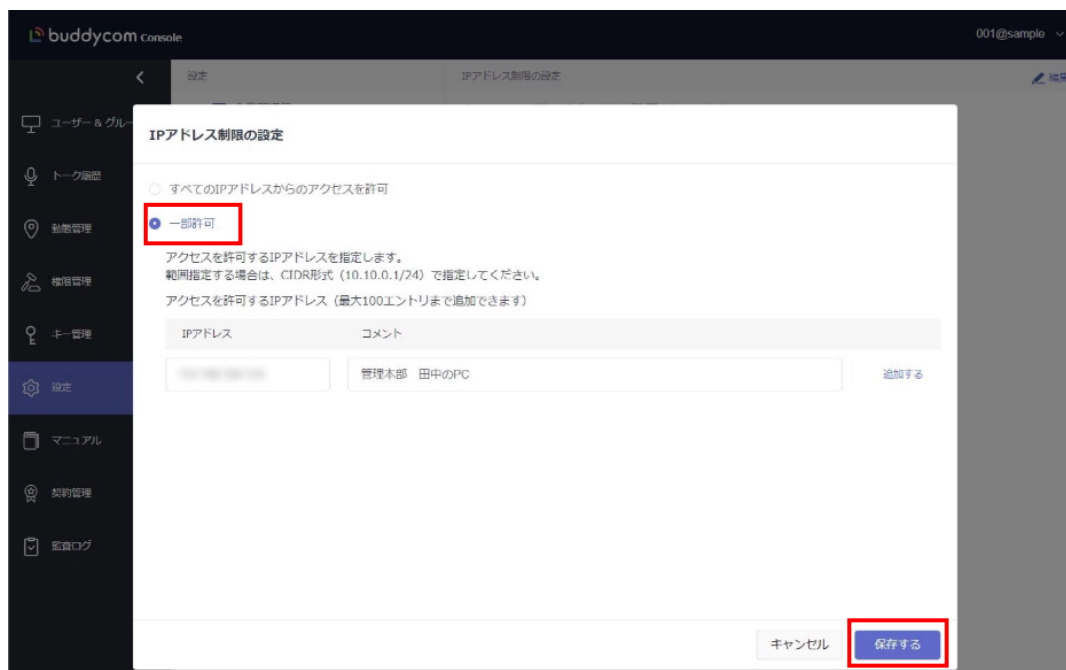 buddycom Console
001@sample
設定
IPアドレス制限の設定
ユーザー & グルー
トーク履歴
動態管理
権限管理
キー管理
設定
マニュアル
契約管理
監査ログ
IPアドレス制限の設定
すべてのIPアドレスからのアクセスを許可
一部許可
アクセスを許可するIPアドレスを指定します。
範囲指定する場合は、CIDR形式（10.10.0.1/24）で指定してください。
アクセスを許可するIPアドレス（最大100エントリまで追加できます）
IPアドレス
コメント
管理本部 田中のPC
追加する
キャンセル
保存する